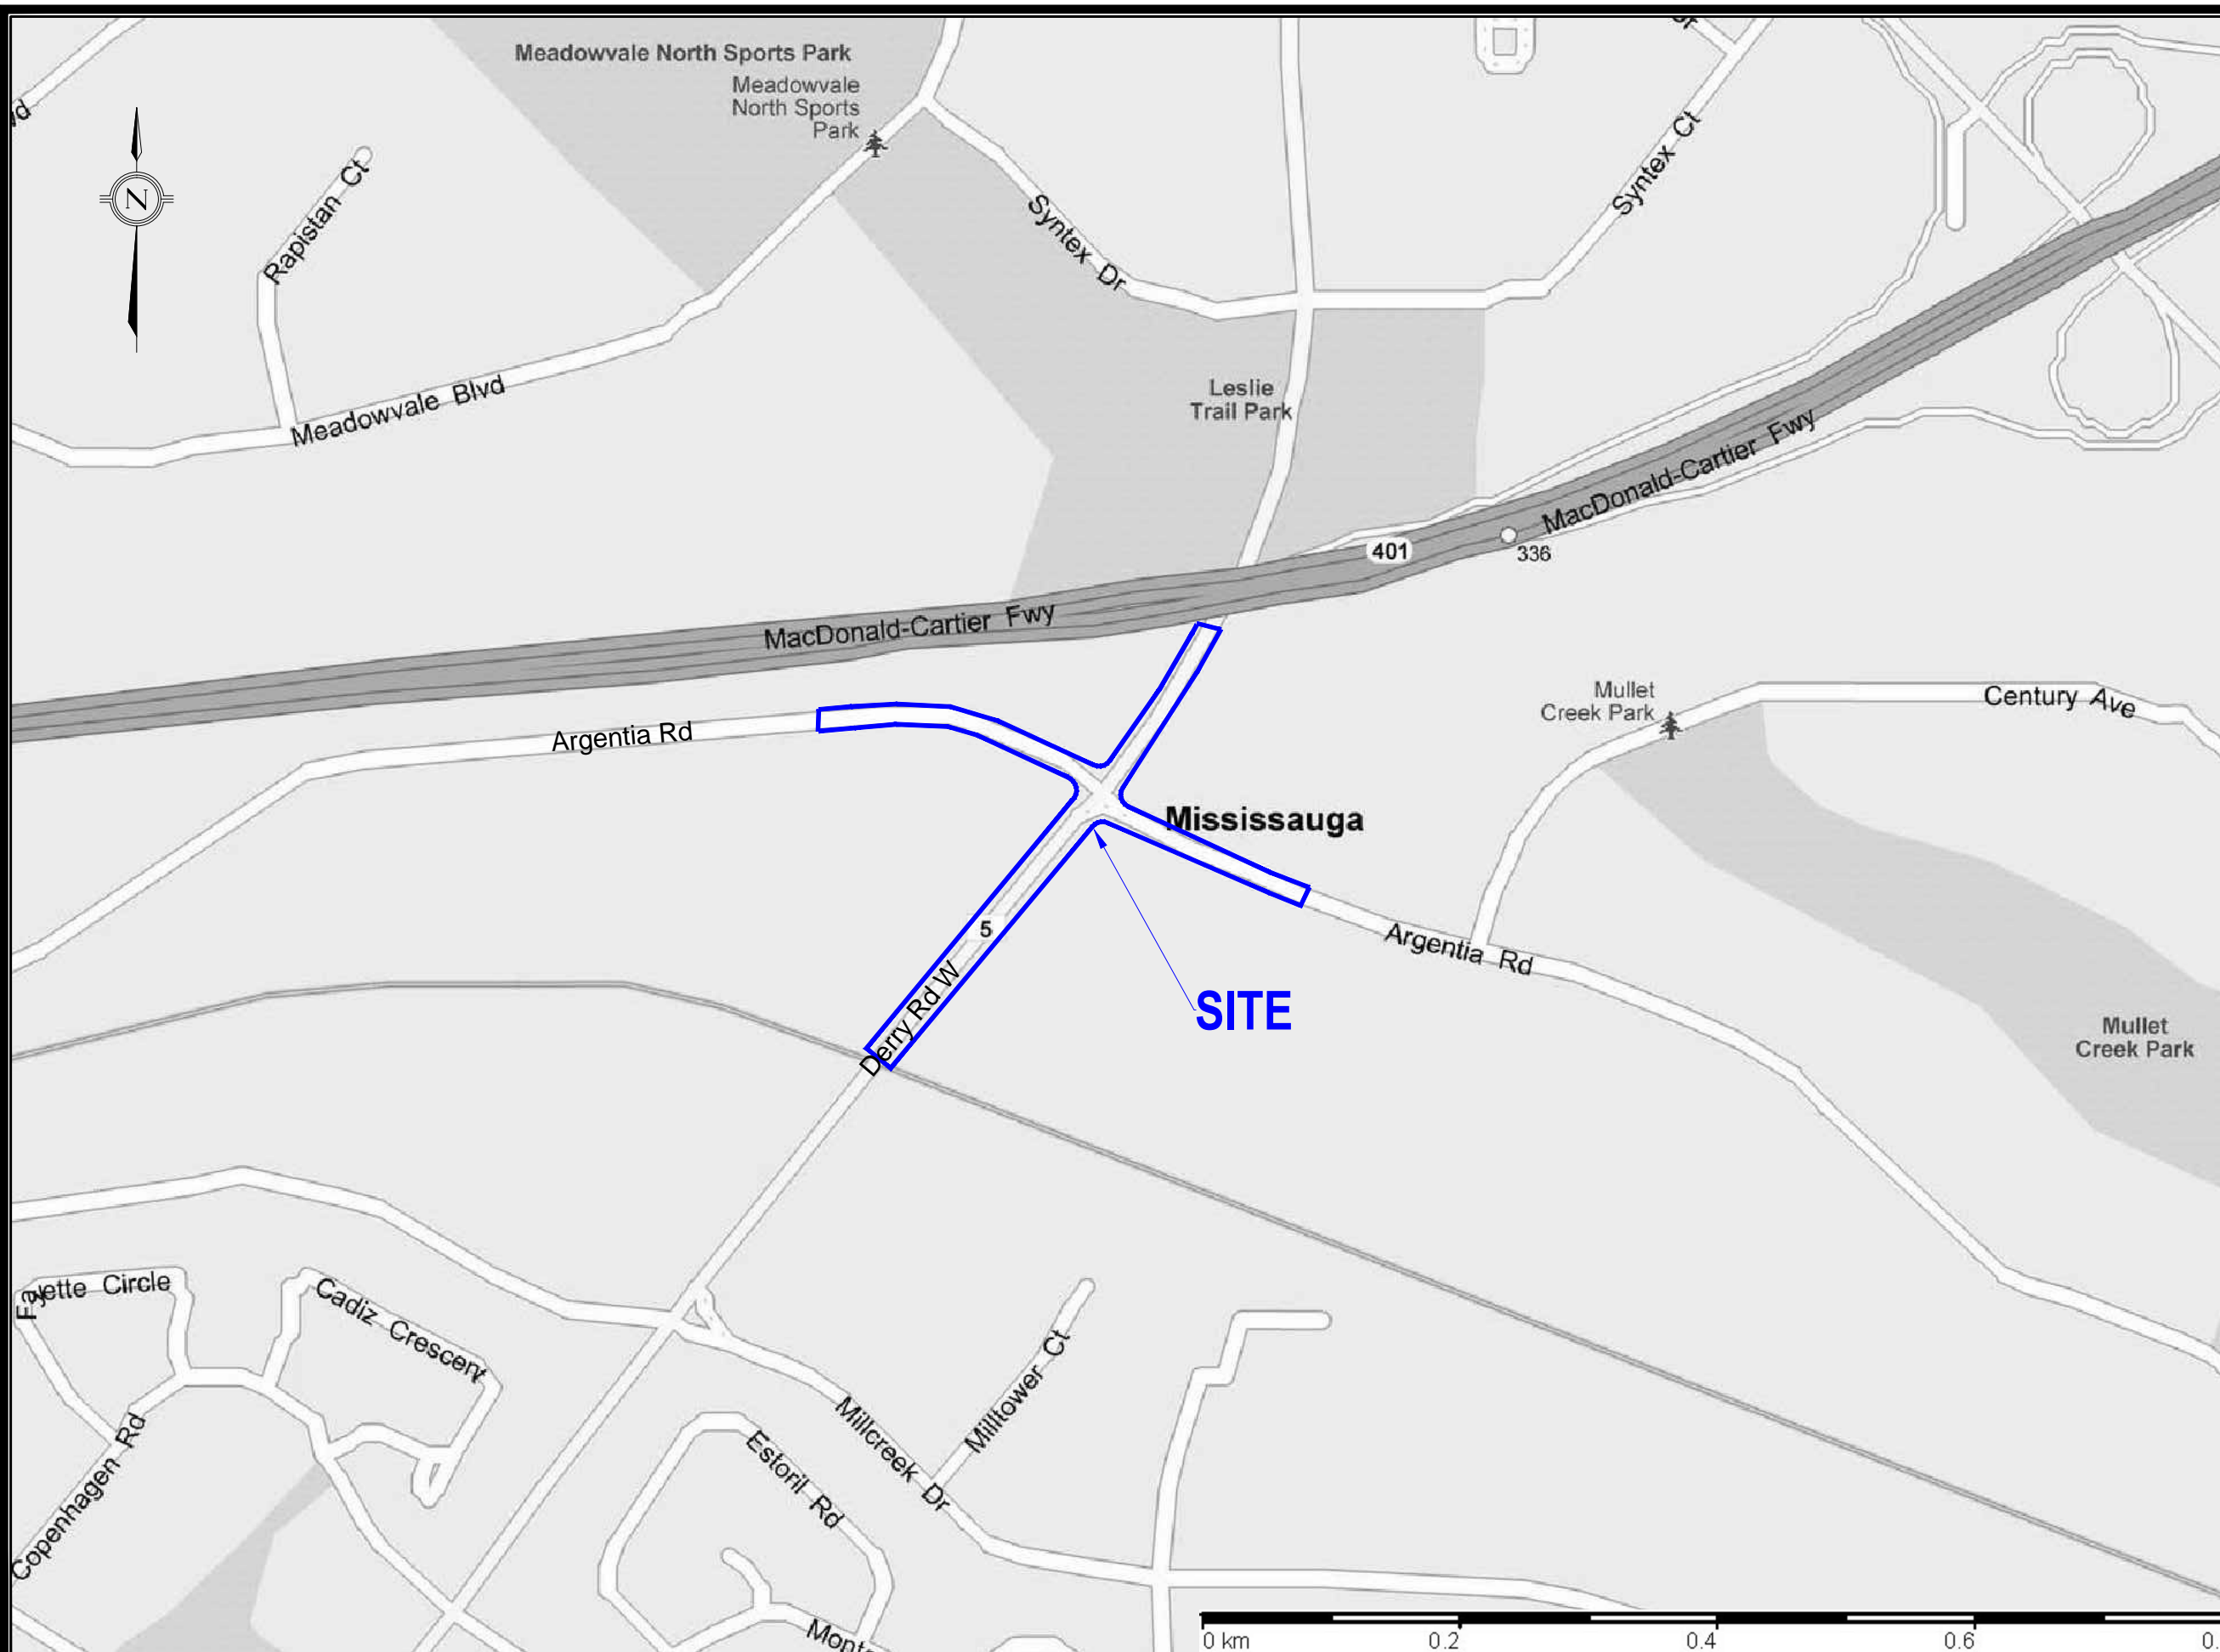 Meadowvale North Sports Park
Meadowvale
North Sports
Park
N
Rapistan Ct
Syntex Dr
Syntex Ct
Meadowvale Blvd
Leslie
Trail Park
MacDonald-Cartier Fwy
401
336
MacDonald-Cartier Fwy
Mullet
Creek Park
Century Ave
Argentia Rd
Mississauga
5
Argentia Rd
Derry Rd W
SITE
Mullet
Creek Park
Fayette Circle
Cadiz Crescent
Milltower Ct
Millcreek Dr
Estoril Rd
Copenhagen Rd
0 km 0.2 0.4 0.6